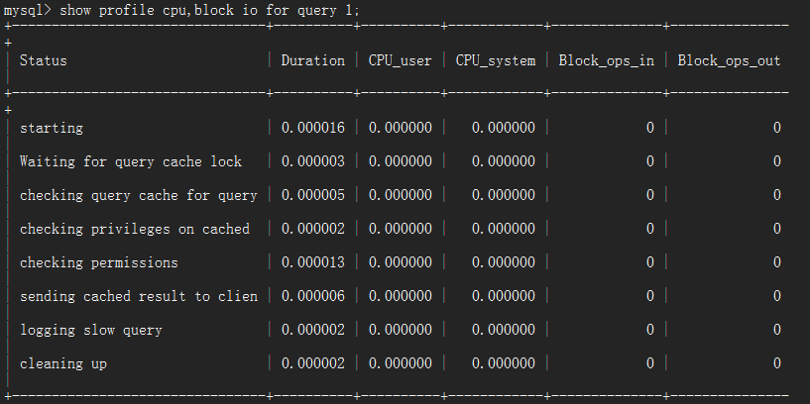 mysql> show profile cpu,block io for query 1;
+--------------------------------+----------+----------+------------+--------------+---------------
+
| Status | Duration | CPU_user | CPU_system | Block_ops_in | Block_ops_out
|
+--------------------------------+----------+----------+------------+--------------+---------------
+
| starting | 0.000016 | 0.000000 | 0.000000 | 0 | 0
|
| Waiting for query cache lock | 0.000003 | 0.000000 | 0.000000 | 0 | 0
|
| checking query cache for query | 0.000005 | 0.000000 | 0.000000 | 0 | 0
|
| checking privileges on cached | 0.000002 | 0.000000 | 0.000000 | 0 | 0
|
| checking permissions | 0.000013 | 0.000000 | 0.000000 | 0 | 0
|
| sending cached result to clien | 0.000006 | 0.000000 | 0.000000 | 0 | 0
|
| logging slow query | 0.000002 | 0.000000 | 0.000000 | 0 | 0
|
| cleaning up | 0.000002 | 0.000000 | 0.000000 | 0 | 0
|
+--------------------------------+----------+----------+------------+--------------+---------------